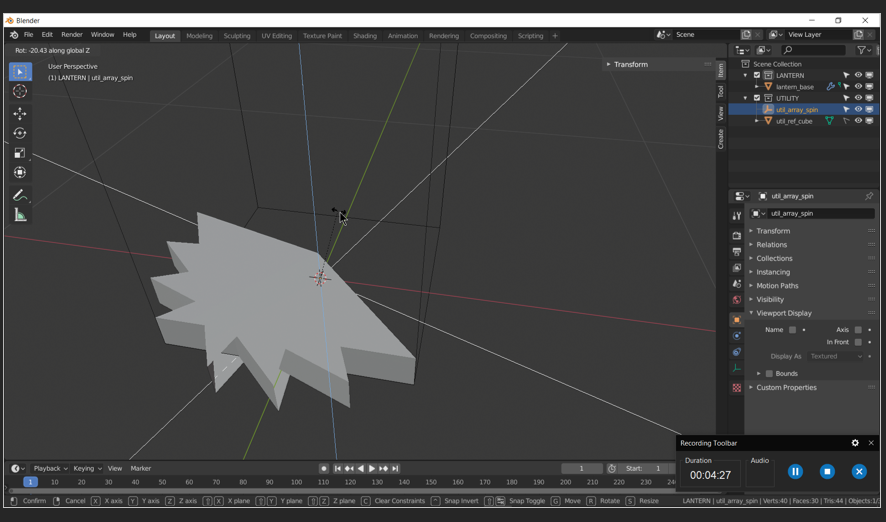 Blender
File Edit Render Window Help Layout Modeling Sculpting UV Editing Texture Paint Shading Animation Rendering Compositing Scripting + Scene View Layer
Rot: -20.43 along global Z
User Perspective
(1) LANTERN | util_array_spin
Transform
Item
Tool
View
Create
Scene Collection
LANTERN
lantern_base
UTILITY
util_array_spin
util_ref_cube
util_array_spin
util_array_spin
Transform
Relations
Collections
Instancing
Motion Paths
Visibility
Viewport Display
Name Axis
In Front
Display As Textured
Bounds
Custom Properties
Recording Toolbar
Duration Audio
00:04:27
Playback Keying View Marker 1 Start: 1
1 10 20 30 40 50 60 70 80 90 100 110 120 130 140 150 160 170 180 190 200 210 220 230
Confirm Cancel X X axis Y Y axis Z Z axis X X plane Y Y plane Z Z plane C Clear Constraints Snap Invert Snap Toggle G Move R Rotate S Resize LANTERN | util_array_spin | Verts:40 | Faces:30 | Tris:44 | Objects:1/